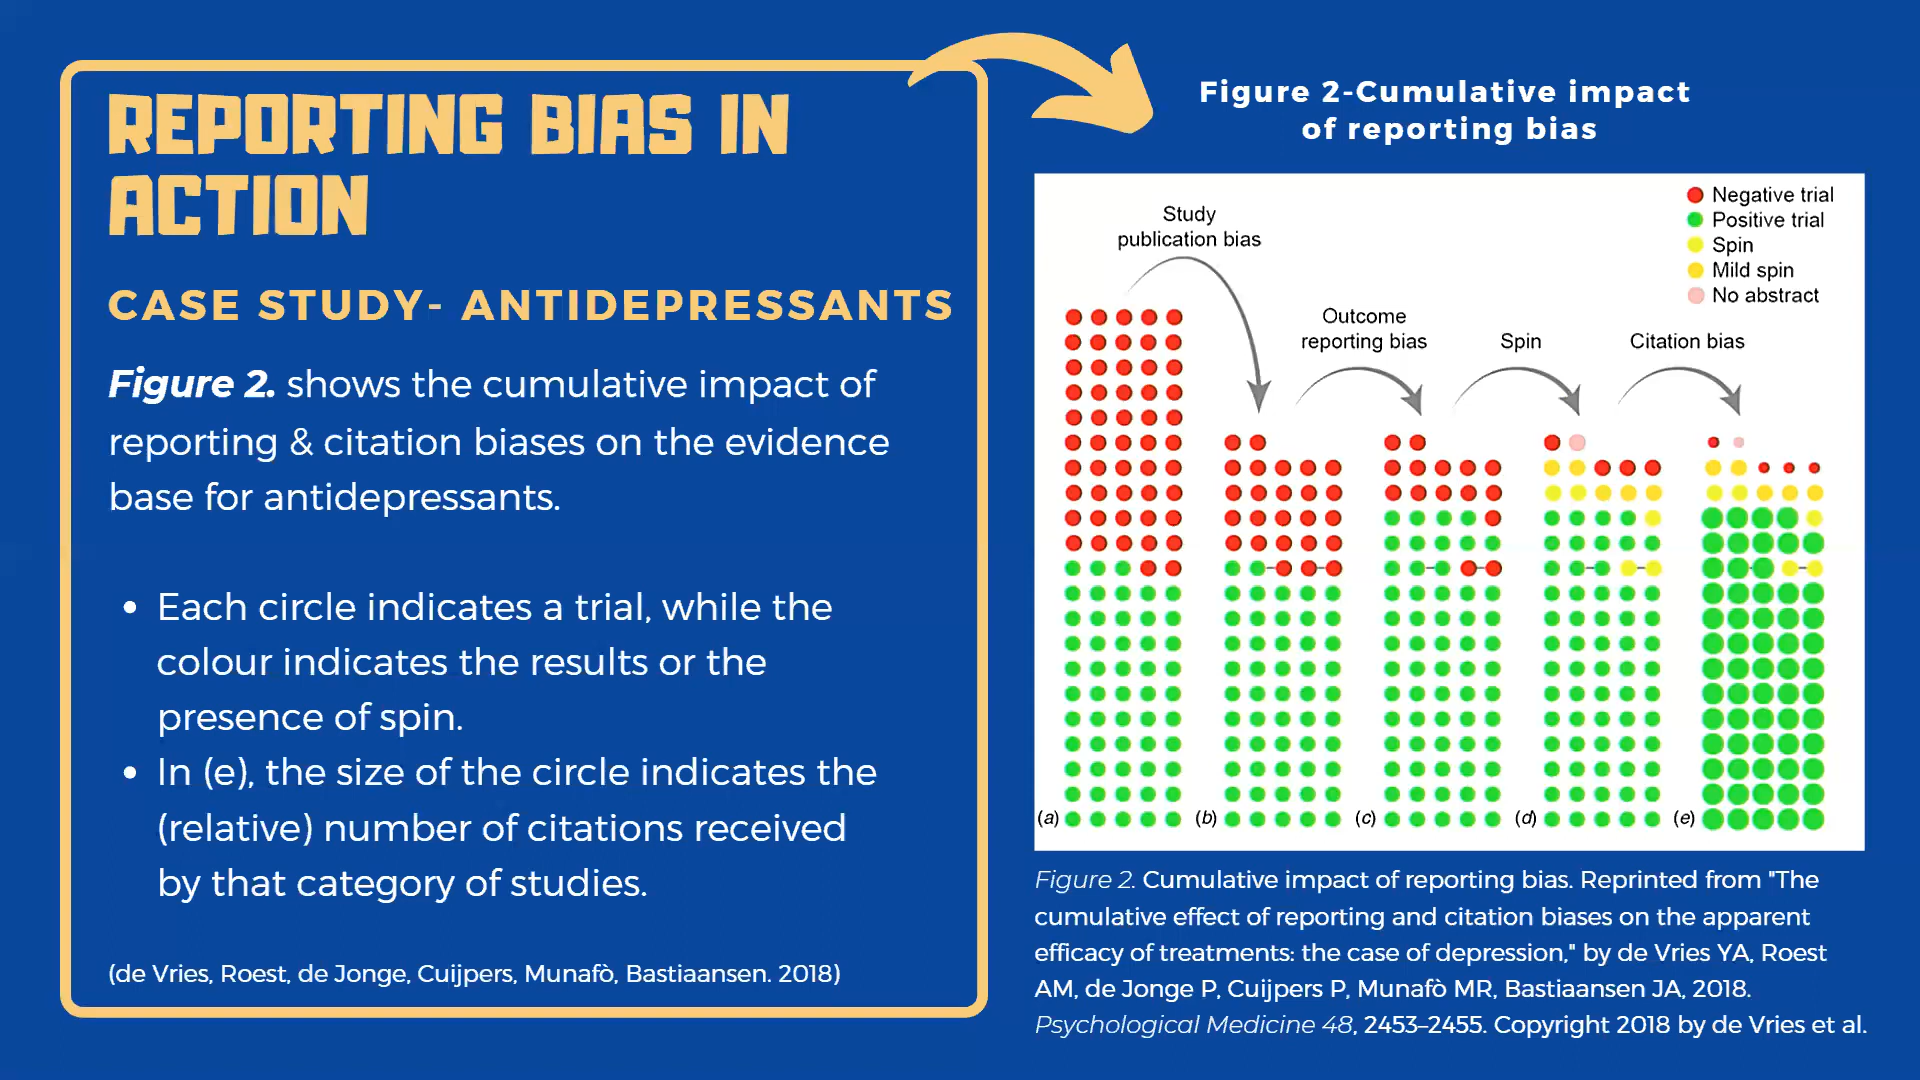 REPORTING BIAS IN
ACTION
CASE STUDY- ANTIDEPRESSANTS
Figure 2. shows the cumulative impact of
reporting & citation biases on the evidence
base for antidepressants.
• Each circle indicates a trial, while the
colour indicates the results or the
presence of spin.
• In (e), the size of the circle indicates the
(relative) number of citations received
by that category of studies.
(de Vries, Roest, de Jonge, Cuijpers, Munafò, Bastiaansen. 2018)
Figure 2-Cumulative impact
of reporting bias
Negative trial
Positive trial
Spin
Mild spin
No abstract
Study
publication bias
Outcome
reporting bias
Spin
Citation bias
(a)
(b)
(c)
(d)
(e)
Figure 2. Cumulative impact of reporting bias. Reprinted from "The
cumulative effect of reporting and citation biases on the apparent
efficacy of treatments: the case of depression," by de Vries YA, Roest
AM, de Jonge P, Cuijpers P, Munafò MR, Bastiaansen JA, 2018.
Psychological Medicine 48, 2453–2455. Copyright 2018 by de Vries et al.